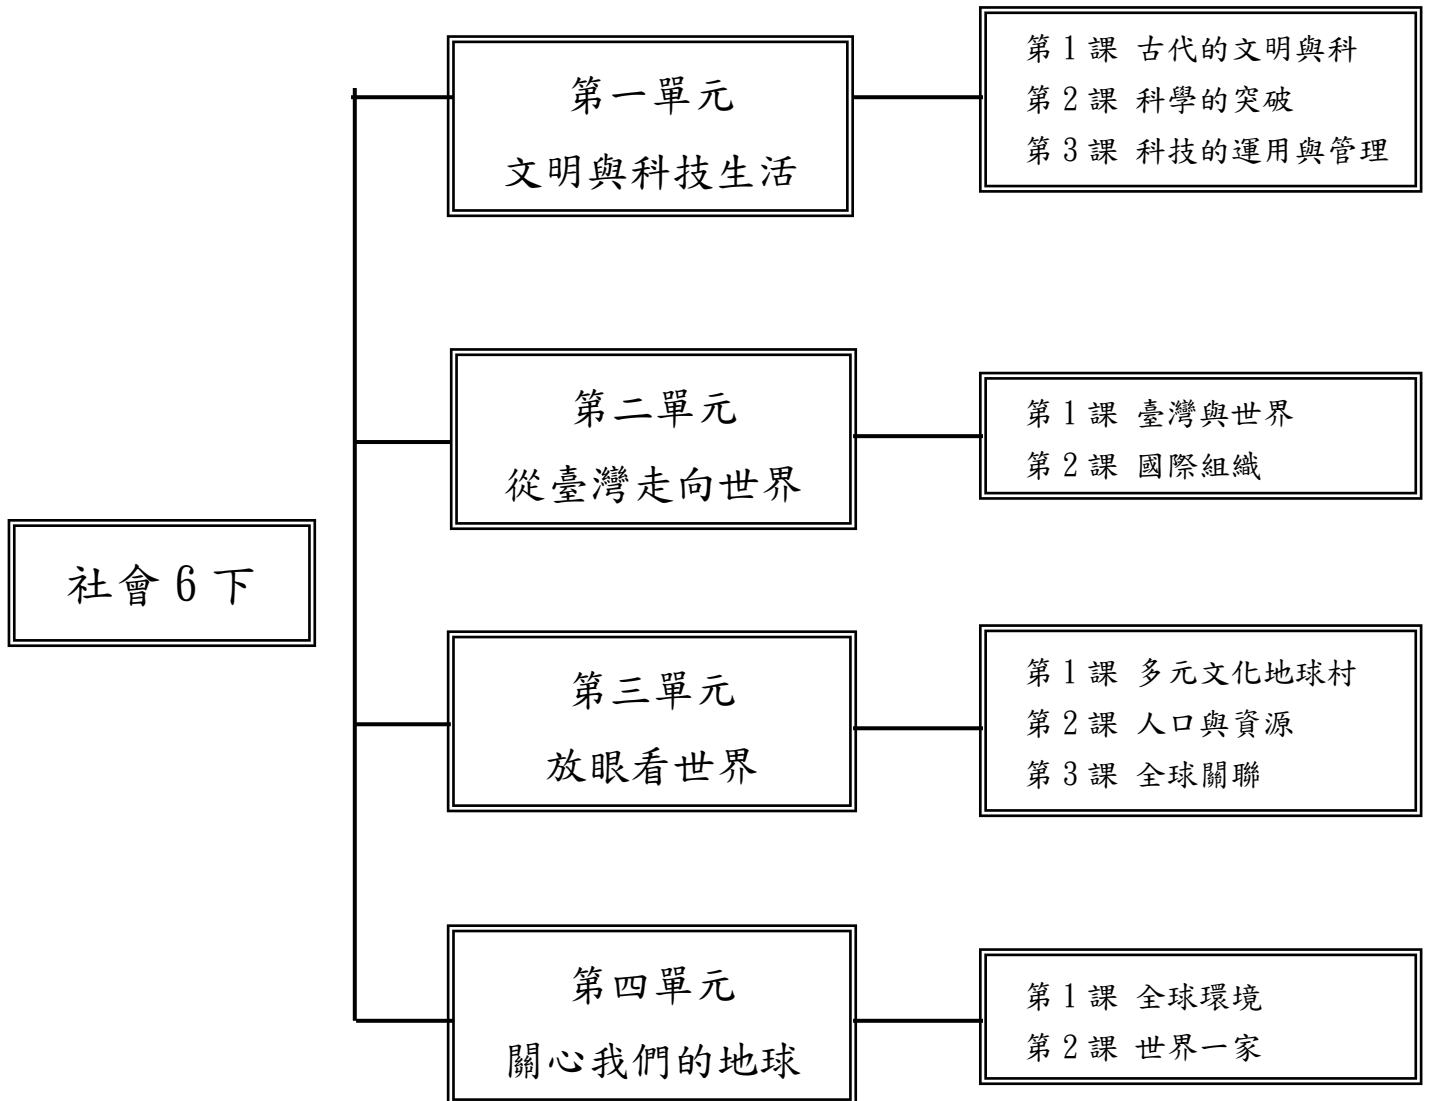 社會 6 下
第一單元
文明與科技生活
第 1 課 古代的文明與科
第 2 課 科學的突破
第 3 課 科技的運用與管理
第二單元
從臺灣走向世界
第 1 課 臺灣與世界
第 2 課 國際組織
第三單元
放眼看世界
第 1 課 多元文化地球村
第 2 課 人口與資源
第 3 課 全球關聯
第四單元
關心我們的地球
第 1 課 全球環境
第 2 課 世界一家